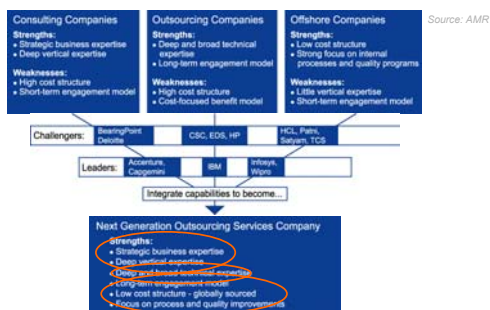 Consulting Companies
Strengths:
• Strategic business expertise
• Deep vertical expertise
Weaknesses:
• High cost structure
• Short-term engagement model
Outsourcing Companies
Strengths:
• Deep and broad technical
expertise
• Long-term engagement model
Weaknesses:
• High cost structure
• Cost-focused benefit model
Offshore Companies
Strengths:
• Low cost structure
• Strong focus on internal
processes and quality programs
Weaknesses:
• Little vertical expertise
• Short-term engagement model
Source: AMR
Challengers:
BearingPoint
Deloitte
CSC, EDS, HP
HCL, Patni,
Satyam, TCS
Leaders:
Accenture,
Capgemini
IBM
Infosys,
Wipro
Integrate capabilities to become...
Next Generation Outsourcing Services Company
Strengths:
• Strategic business expertise
• Deep vertical expertise
• Deep and broad technical expertise
• Long-term engagement model
• Low cost structure - globally sourced
• Focus on process and quality improvements